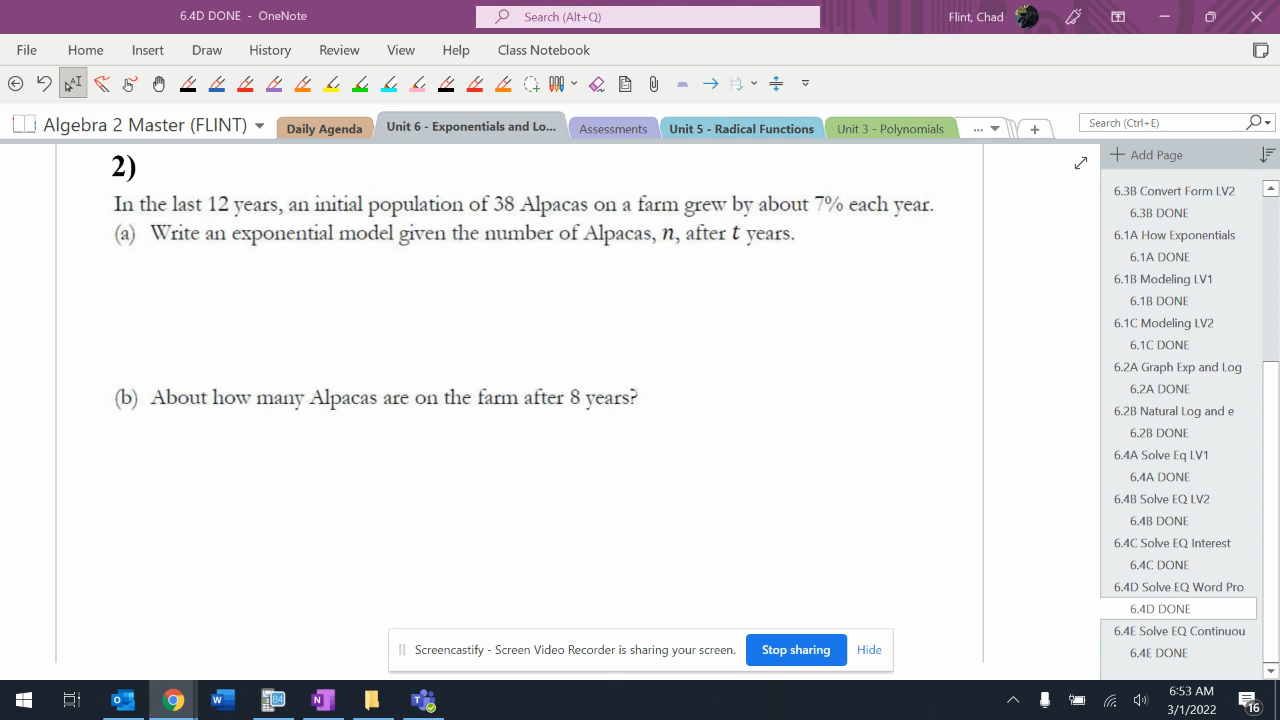 6.4D DONE - OneNote
Search (Alt+Q)
Flint, Chad
File Home Insert Draw History Review View Help Class Notebook
Algebra 2 Master (FLINT)
Daily Agenda
Unit 6 - Exponentials and Lo...
Assessments
Unit 5 - Radical Functions
Unit 3 - Polynomials
...
Search (Ctrl+E)
2)
In the last 12 years, an initial population of 38 Alpacas on a farm grew by about 7% each year.
(a) Write an exponential model given the number of Alpacas, n, after t years.
(b) About how many Alpacas are on the farm after 8 years?
Add Page
6.3B Convert Form LV2
6.3B DONE
6.1A How Exponentials
6.1A DONE
6.1B Modeling LV1
6.1B DONE
6.1C Modeling LV2
6.1C DONE
6.2A Graph Exp and Log
6.2A DONE
6.2B Natural Log and e
6.2B DONE
6.4A Solve Eq LV1
6.4A DONE
6.4B Solve EQ LV2
6.4B DONE
6.4C Solve EQ Interest
6.4C DONE
6.4D Solve EQ Word Pro
6.4D DONE
6.4E Solve EQ Continuou
6.4E DONE
Screencastify - Screen Video Recorder is sharing your screen.
Stop sharing
Hide
6:53 AM
3/1/2022
16